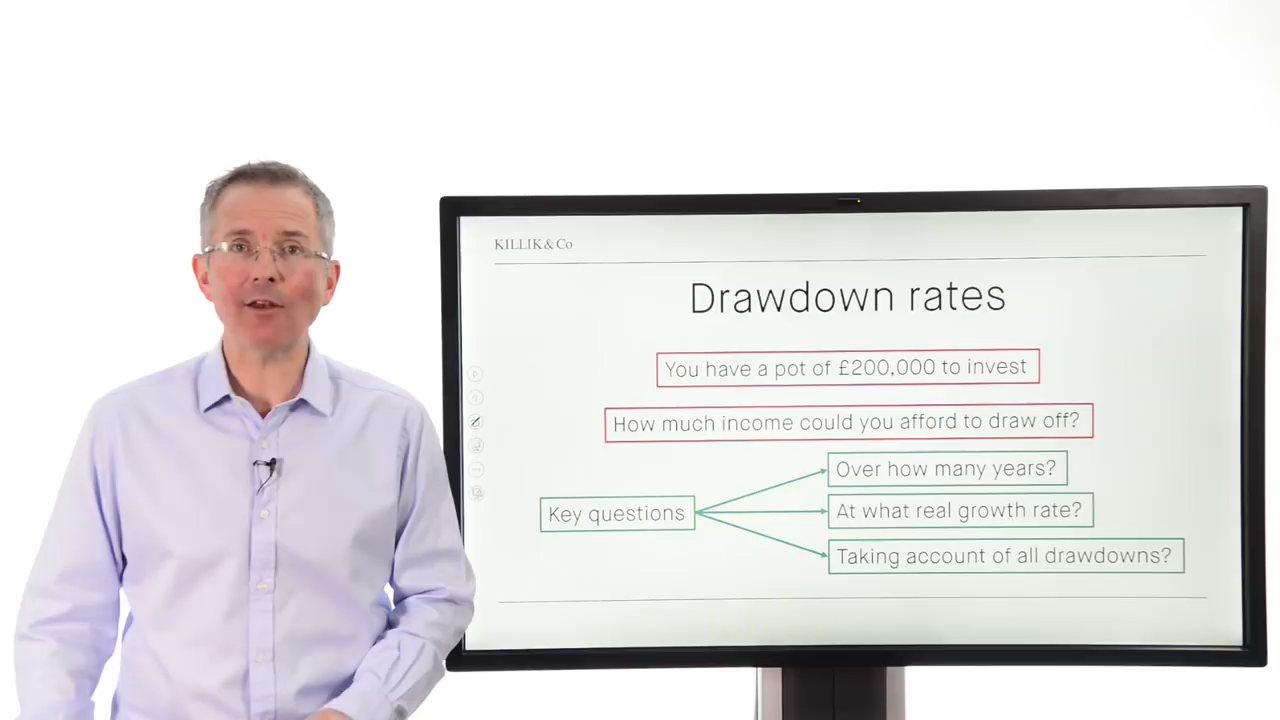 KILLIK & Co
Drawdown rates
You have a pot of £200,000 to invest
How much income could you afford to draw off?
Over how many years?
Key questions
At what real growth rate?
Taking account of all drawdowns?